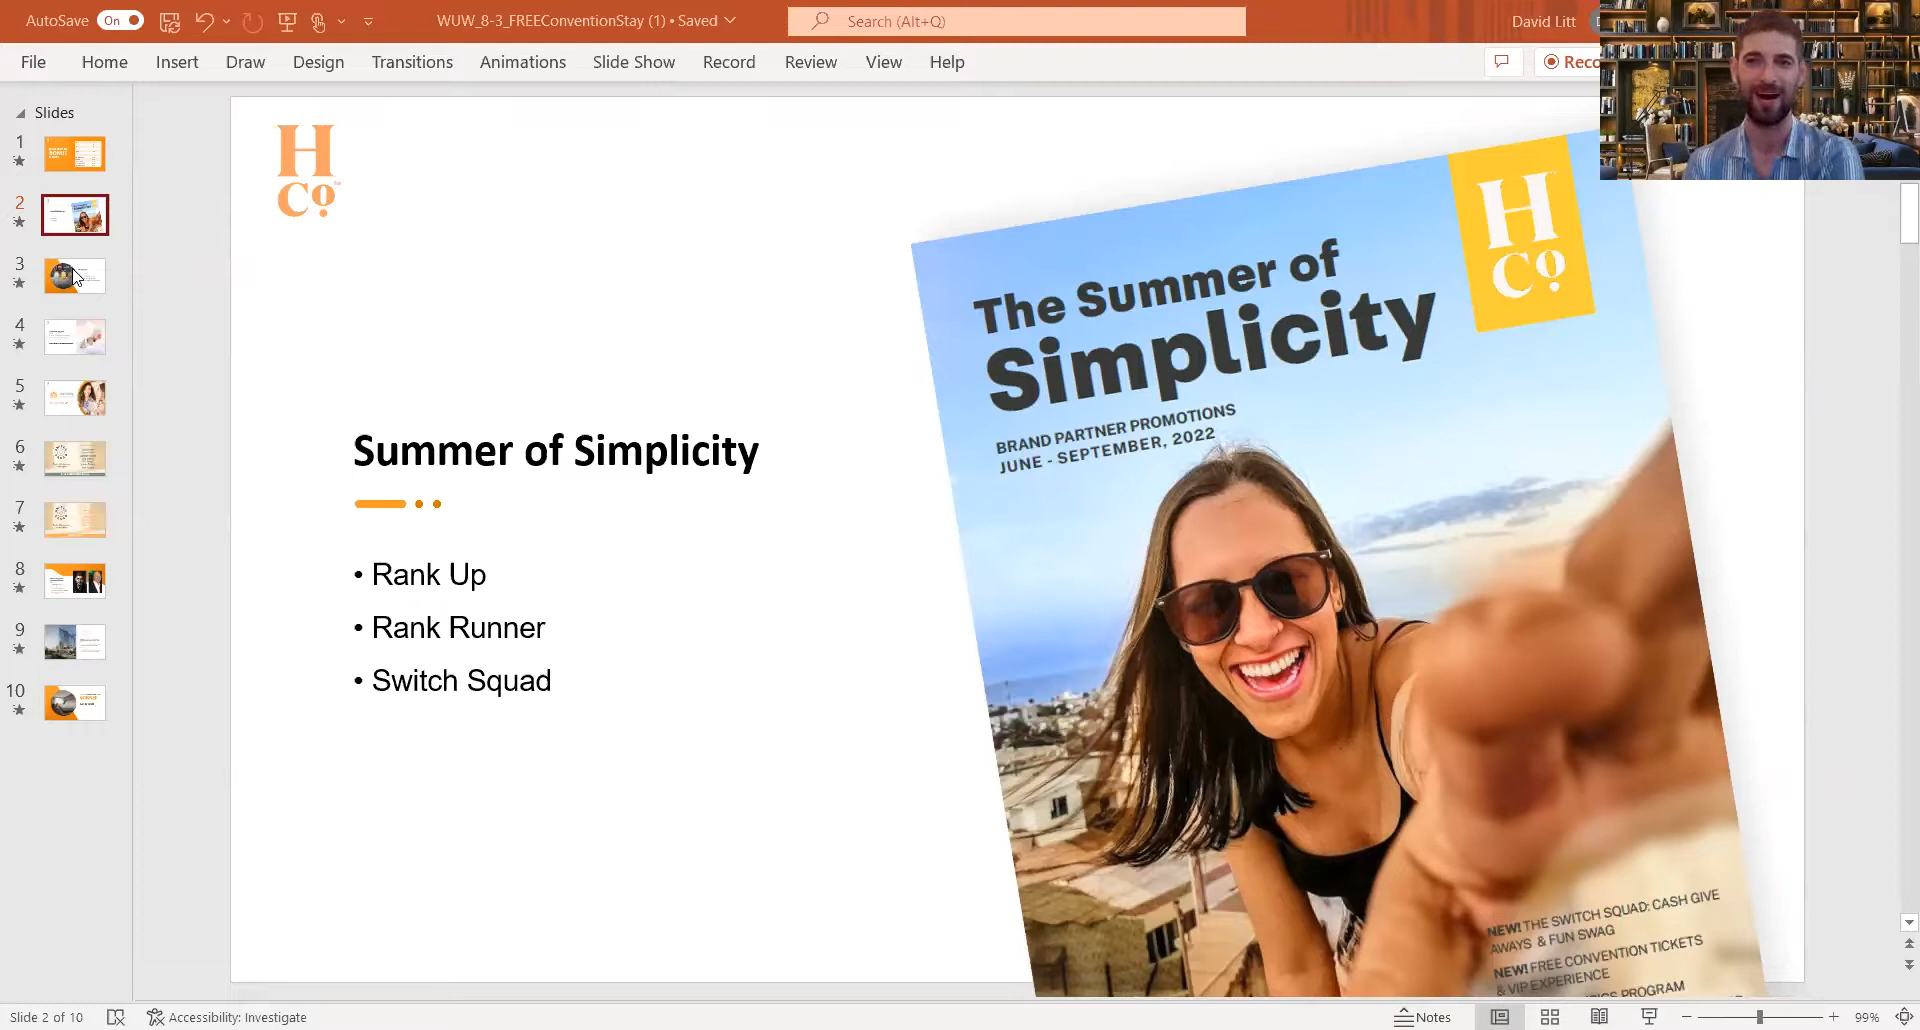 AutoSave On WUW_8-3_FREEConventionStay (1) • Saved Search (Alt+Q) David Litt
File Home Insert Draw Design Transitions Animations Slide Show Record Review View Help
Slides
1
2
3
4
5
6
7
8
9
10
H
Co
Summer of Simplicity
• Rank Up
• Rank Runner
• Switch Squad
H
Co
The Summer of
Simplicity
BRAND PARTNER PROMOTIONS
JUNE - SEPTEMBER, 2022
NEW! THE SWITCH SQUAD: CASH GIVE
AWAYS & FUN SWAG
NEW! FREE CONVENTION TICKETS
& VIP EXPERIENCE
PROGRAM
Slide 2 of 10 Accessibility: Investigate Notes 99%